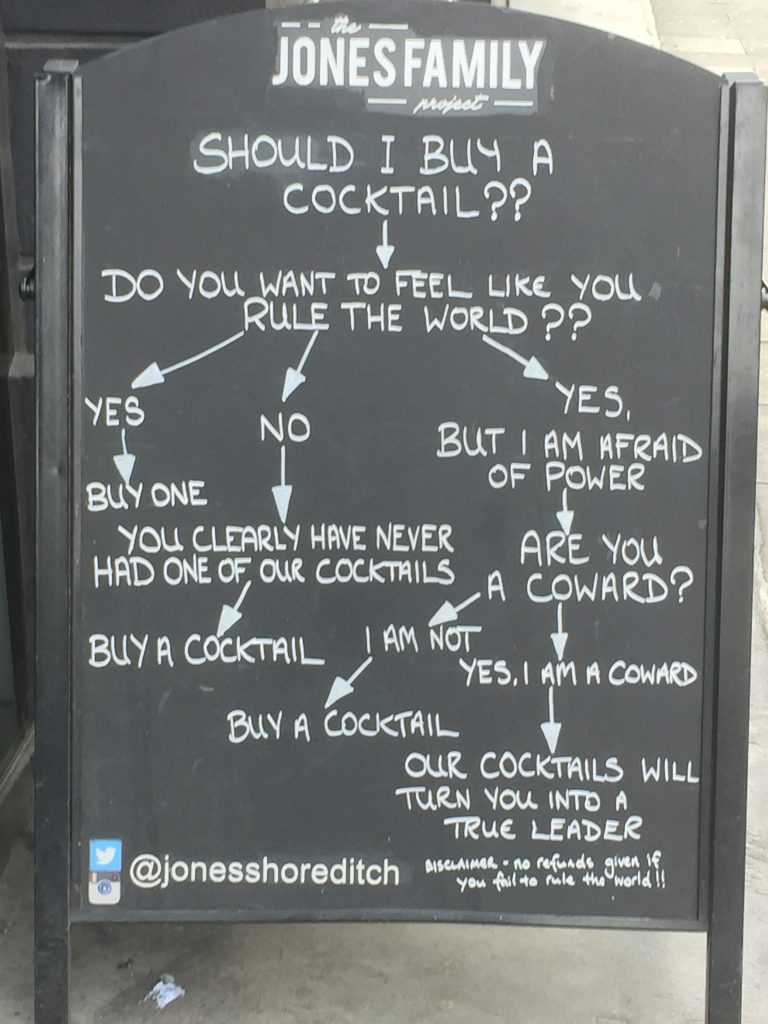 the
JONES FAMILY
project
SHOULD I BUY A
COCKTAIL??
DO YOU WANT TO FEEL LIKE YOU
RULE THE WORLD??
YES
NO
YES,
BUT I AM AFRAID
OF POWER
BUY ONE
YOU CLEARLY HAVE NEVER
HAD ONE OF OUR COCKTAILS
ARE YOU
A COWARD?
BUY A COCKTAIL
I AM NOT
YES, I AM A COWARD
BUY A COCKTAIL
OUR COCKTAILS WILL
TURN YOU INTO A
TRUE LEADER
@jonesshoreditch
DISCLAIMER - no refunds given if
you fail to rule the world!!